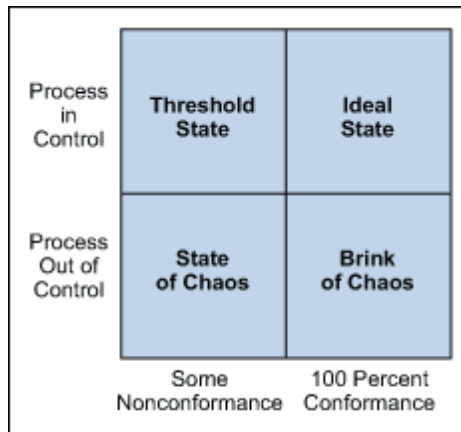 Process
in
Control
Threshold
State
Ideal
State
Process
Out of
Control
State
of Chaos
Brink
of Chaos
Some
Nonconformance
100 Percent
Conformance